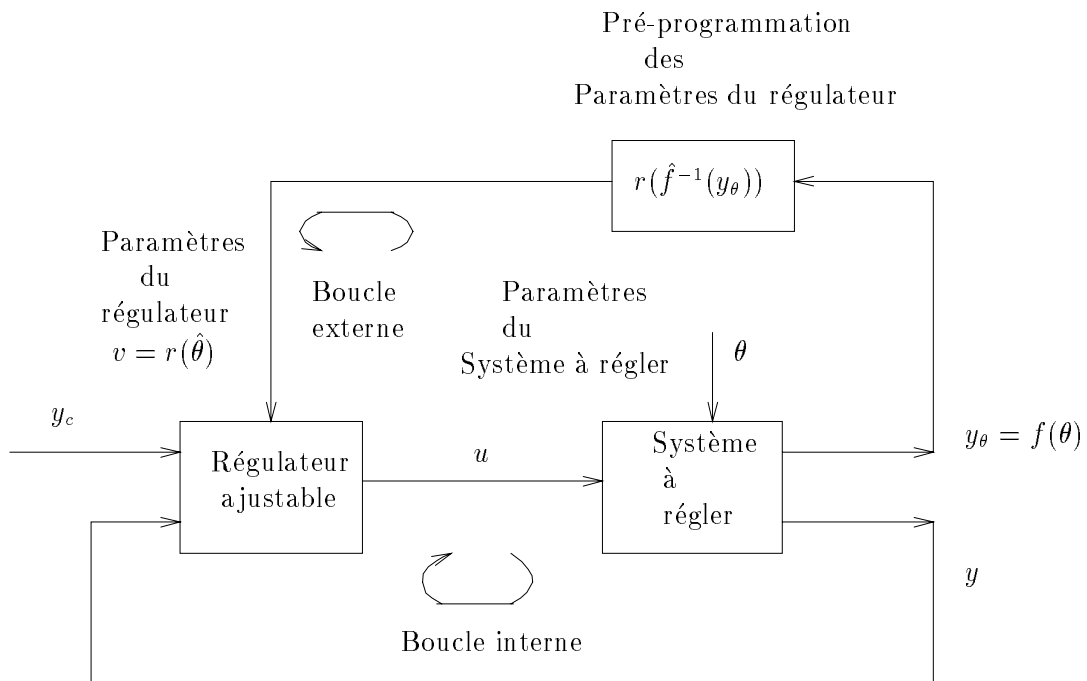 Pré-programmation
des
Paramètres du régulateur
r(f̂⁻¹(y_θ))
Paramètres
du
régulateur
v = r(θ̂)
Boucle
externe
Paramètres
du
Système à régler
θ
y_c
Régulateur
ajustable
u
Système
à
régler
y_θ = f(θ)
y
Boucle interne